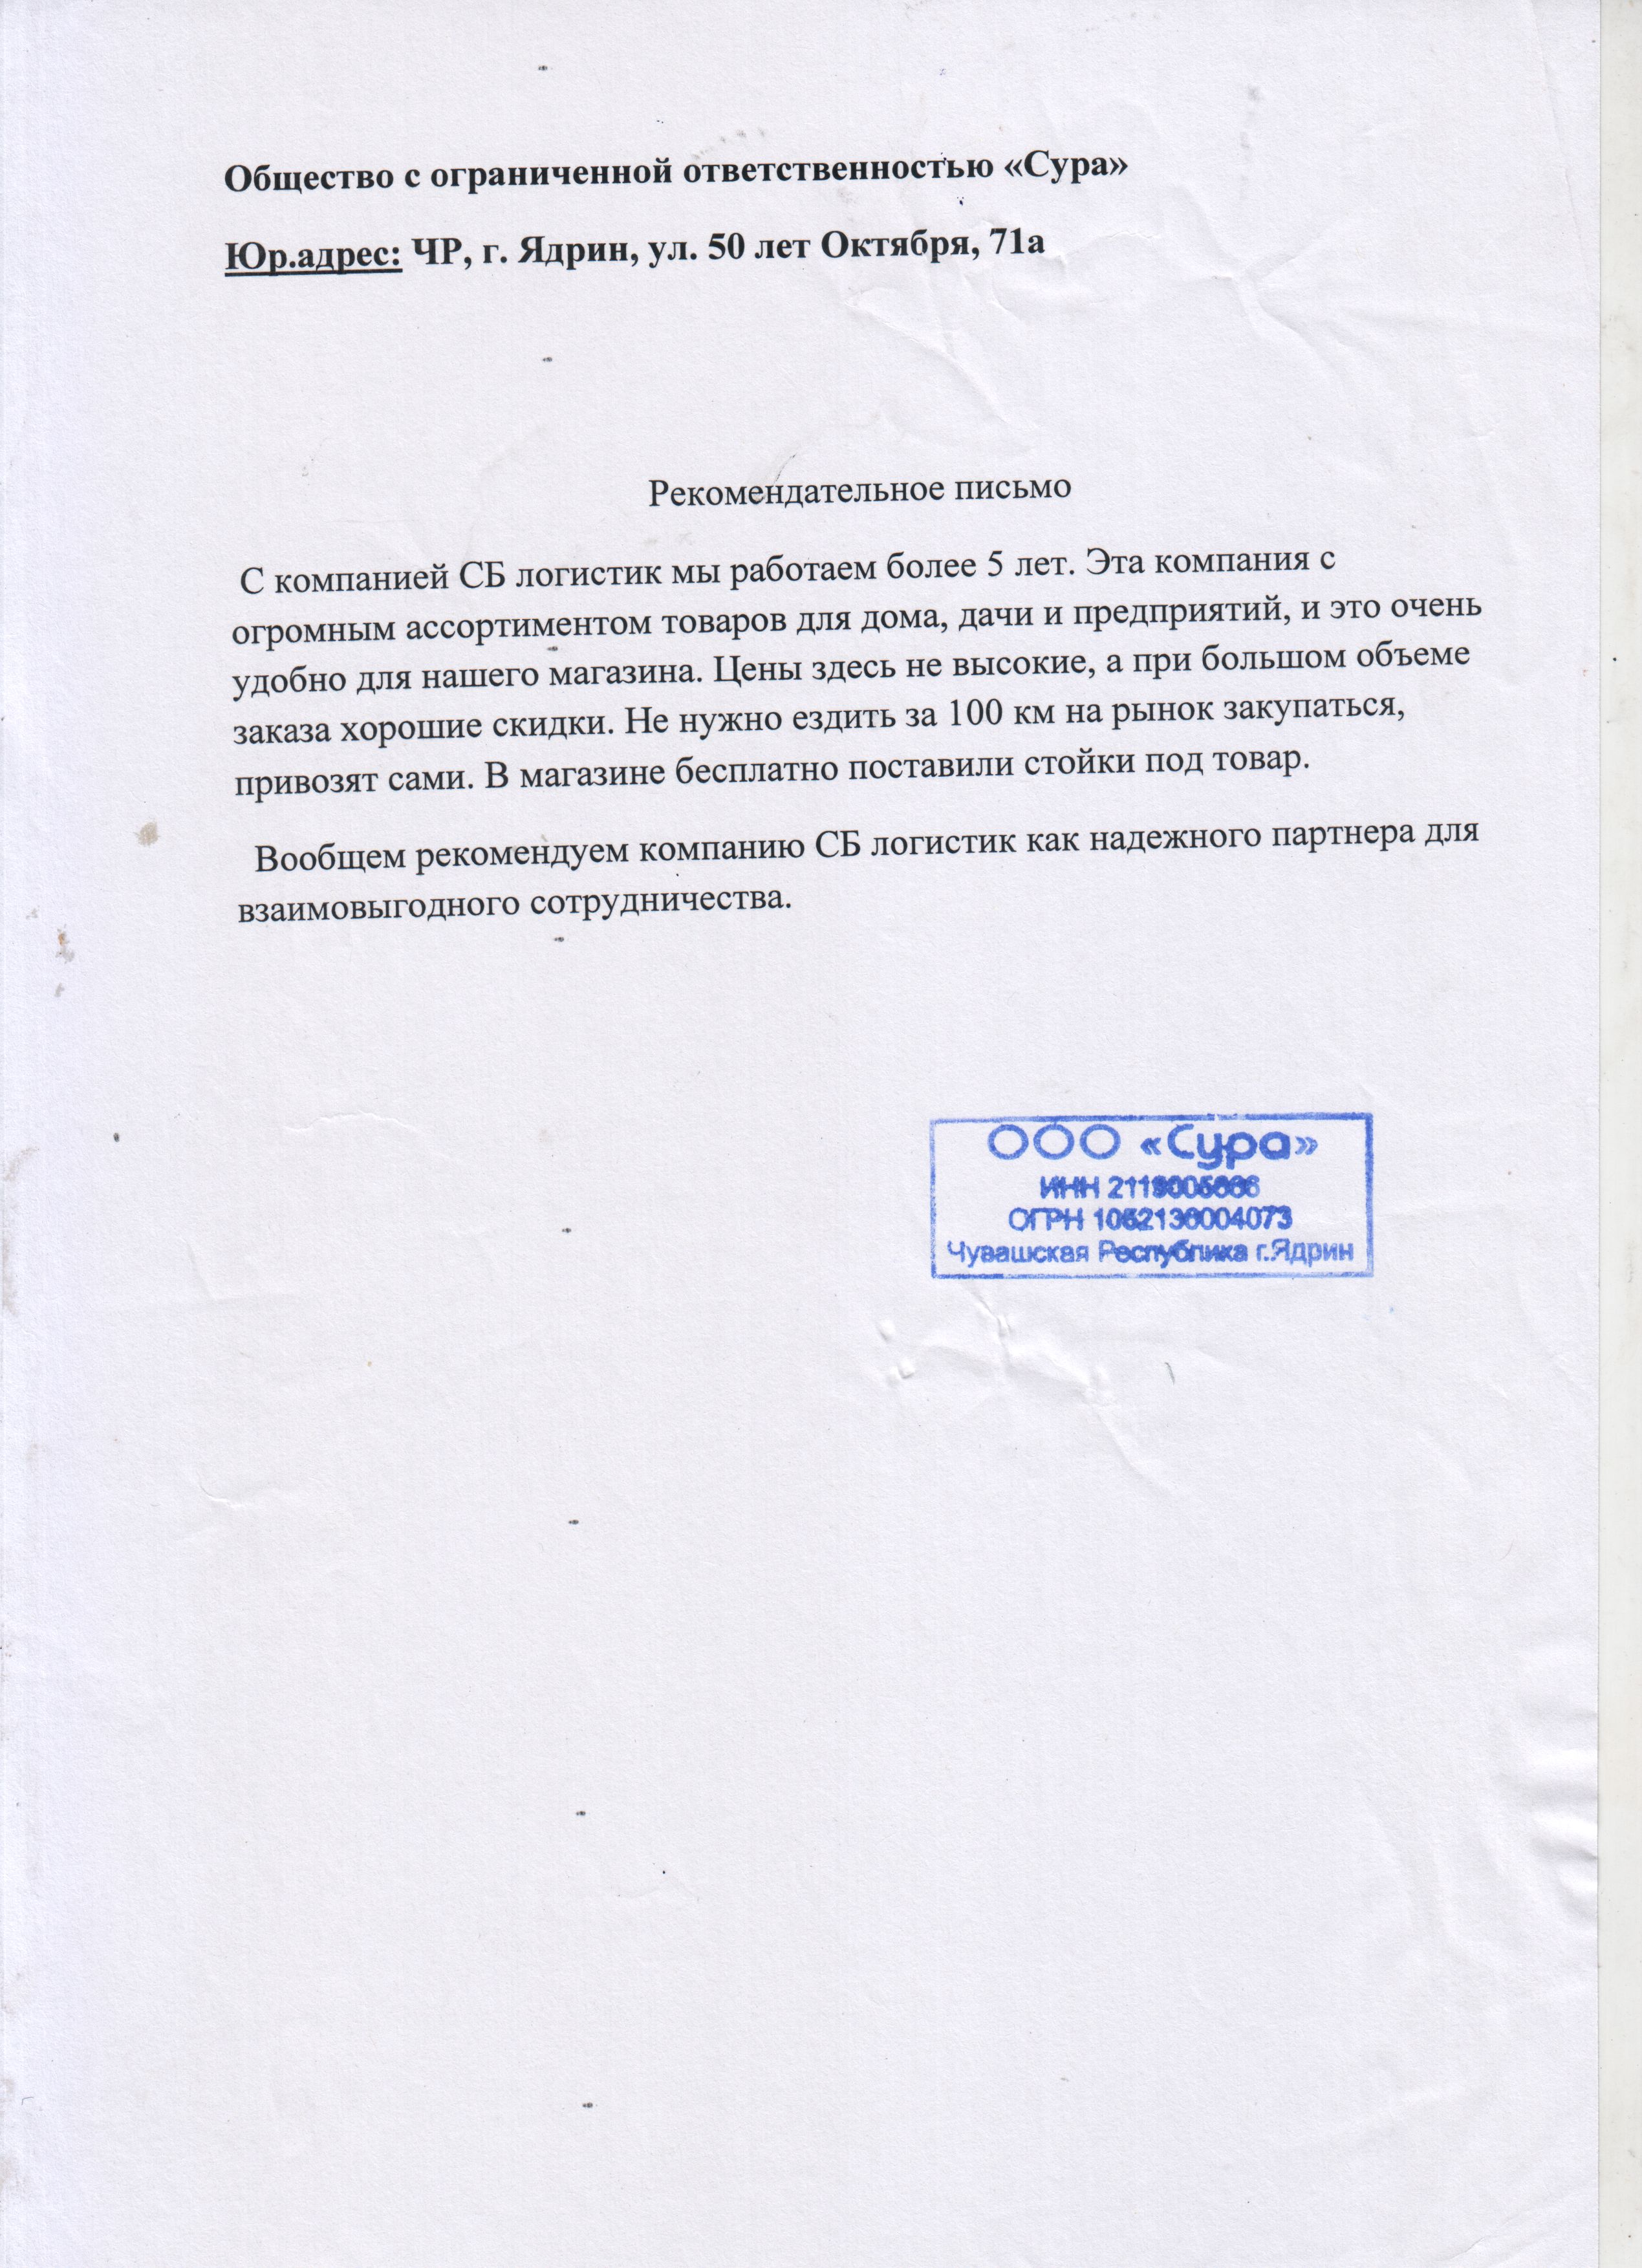 Общество с ограниченной ответственностью «Сура»
Юр.адрес: ЧР, г. Ядрин, ул. 50 лет Октября, 71а
Рекомендательное письмо
С компанией СБ логистик мы работаем более 5 лет. Эта компания с
огромным ассортиментом товаров для дома, дачи и предприятий, и это очень
удобно для нашего магазина. Цены здесь не высокие, а при большом объеме
заказа хорошие скидки. Не нужно ездить за 100 км на рынок закупаться,
привозят сами. В магазине бесплатно поставили стойки под товар.
Вообщем рекомендуем компанию СБ логистик как надежного партнера для
взаимовыгодного сотрудничества.
ООО «Сура»
ИНН
ОГРН
Чувашская Республика г.Ядрин